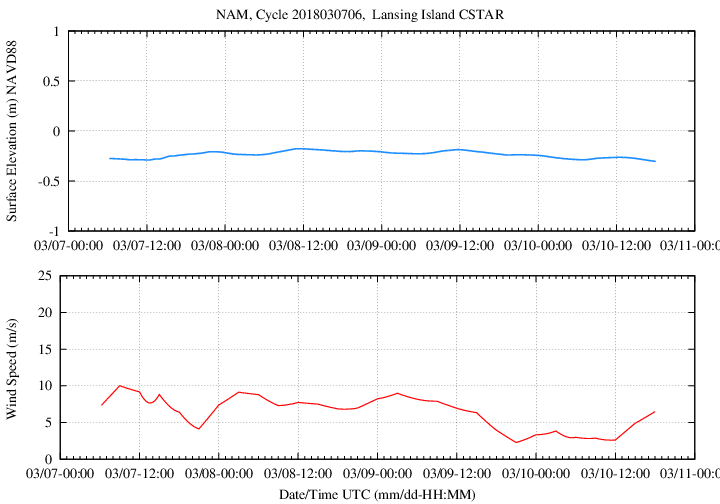 NAM, Cycle 2018030706,  Lansing Island CSTAR
Surface Elevation (m) NAVD88
1
0.5
0
-0.5
-1
03/07-00:00 03/07-12:00 03/08-00:00 03/08-12:00 03/09-00:00 03/09-12:00 03/10-00:00 03/10-12:00 03/11-00:0
Wind Speed (m/s)
25
20
15
10
5
0
03/07-00:00 03/07-12:00 03/08-00:00 03/08-12:00 03/09-00:00 03/09-12:00 03/10-00:00 03/10-12:00 03/11-00:0
Date/Time UTC (mm/dd-HH:MM)